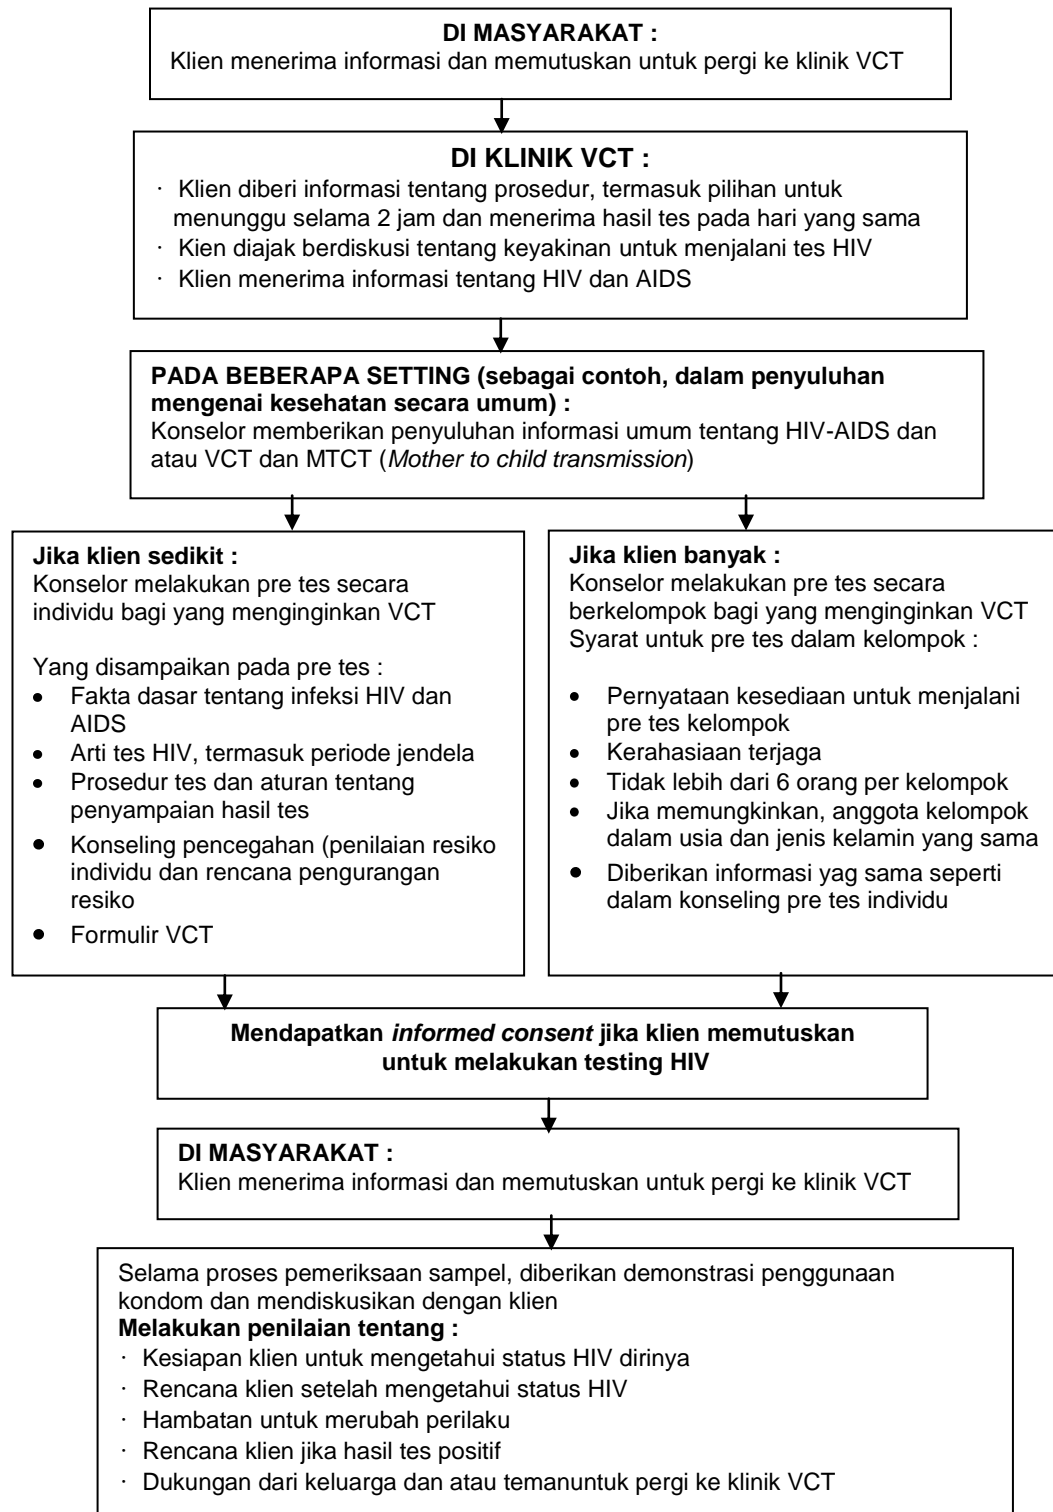 DI MASYARAKAT :
Klien menerima informasi dan memutuskan untuk pergi ke klinik VCT
DI KLINIK VCT :
· Klien diberi informasi tentang prosedur, termasuk pilihan untuk
menunggu selama 2 jam dan menerima hasil tes pada hari yang sama
· Kien diajak berdiskusi tentang keyakinan untuk menjalani tes HIV
· Klien menerima informasi tentang HIV dan AIDS
PADA BEBERAPA SETTING (sebagai contoh, dalam penyuluhan
mengenai kesehatan secara umum) :
Konselor memberikan penyuluhan informasi umum tentang HIV-AIDS dan
atau VCT dan MTCT (Mother to child transmission)
Jika klien sedikit :
Konselor melakukan pre tes secara
individu bagi yang menginginkan VCT
Yang disampaikan pada pre tes :
• Fakta dasar tentang infeksi HIV dan
AIDS
• Arti tes HIV, termasuk periode jendela
• Prosedur tes dan aturan tentang
penyampaian hasil tes
• Konseling pencegahan (penilaian resiko
individu dan rencana pengurangan
resiko
• Formulir VCT
Jika klien banyak :
Konselor melakukan pre tes secara
berkelompok bagi yang menginginkan VCT
Syarat untuk pre tes dalam kelompok :
• Pernyataan kesediaan untuk menjalani
pre tes kelompok
• Kerahasiaan terjaga
• Tidak lebih dari 6 orang per kelompok
• Jika memungkinkan, anggota kelompok
dalam usia dan jenis kelamin yang sama
• Diberikan informasi yag sama seperti
dalam konseling pre tes individu
Mendapatkan informed consent jika klien memutuskan
untuk melakukan testing HIV
DI MASYARAKAT :
Klien menerima informasi dan memutuskan untuk pergi ke klinik VCT
Selama proses pemeriksaan sampel, diberikan demonstrasi penggunaan
kondom dan mendiskusikan dengan klien
Melakukan penilaian tentang :
· Kesiapan klien untuk mengetahui status HIV dirinya
· Rencana klien setelah mengetahui status HIV
· Hambatan untuk merubah perilaku
· Rencana klien jika hasil tes positif
· Dukungan dari keluarga dan atau temanuntuk pergi ke klinik VCT